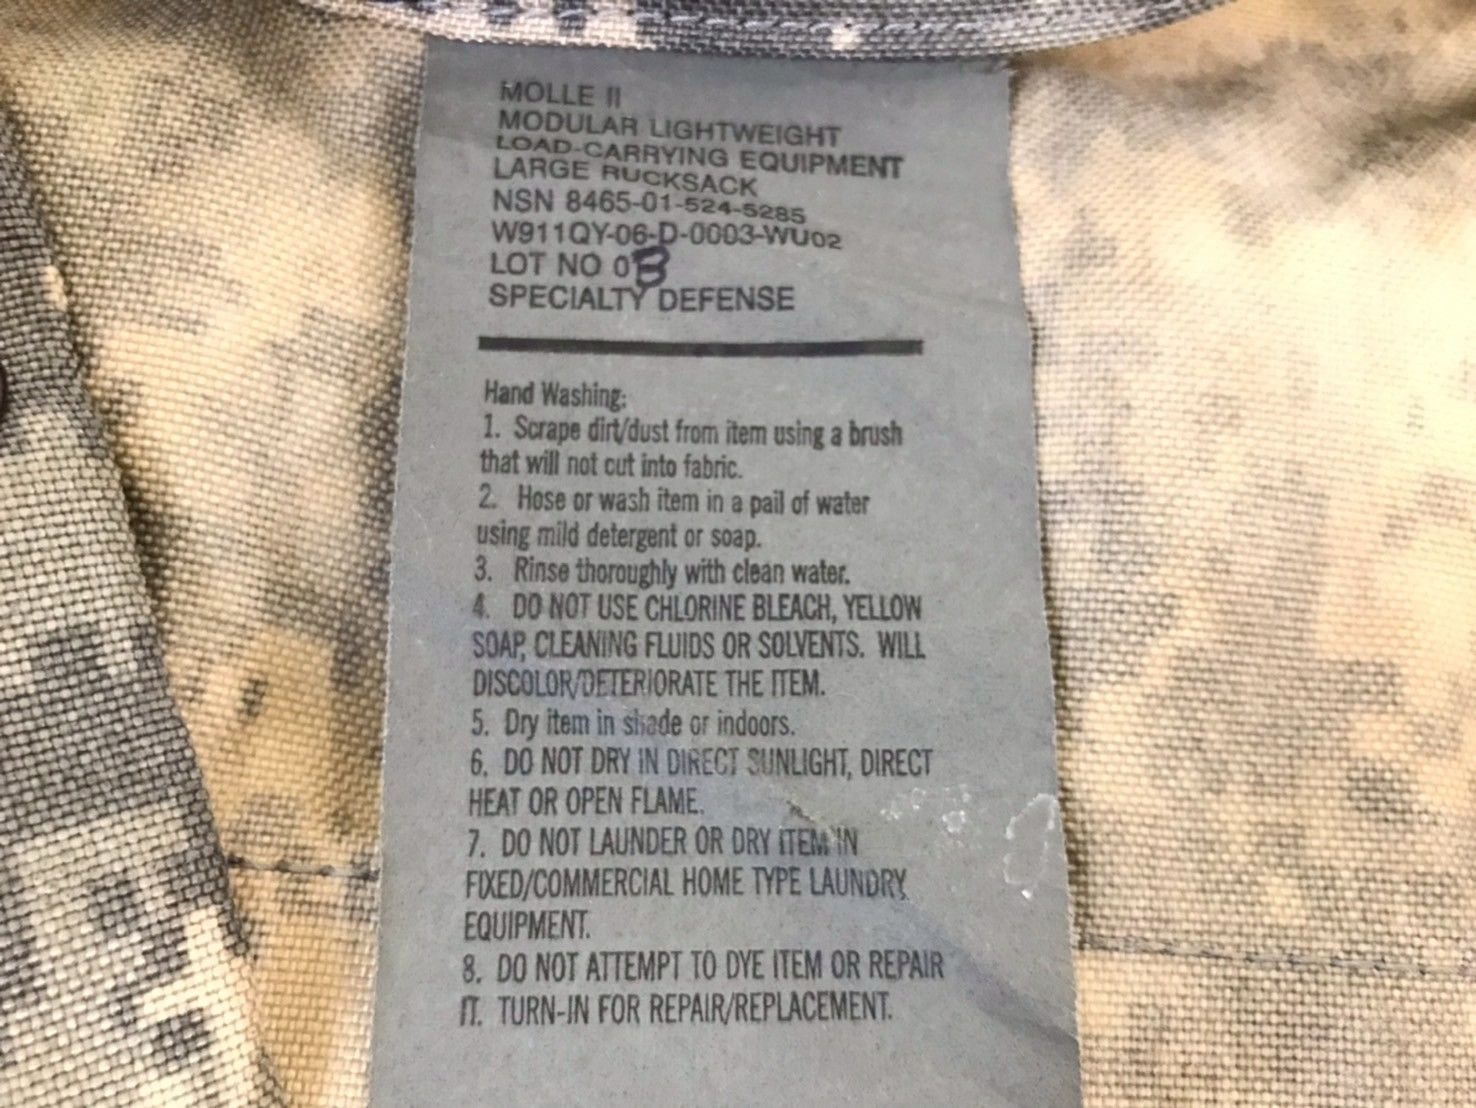 MOLLE II
MODULAR LIGHTWEIGHT
LOAD-CARRYING EQUIPMENT
LARGE RUCKSACK
NSN 8465-01-524-5285
W911QY-06-D-0003-WU02
LOT NO 0
SPECIALTY DEFENSE
Hand Washing:
1. Scrape dirt/dust from item using a brush
that will not cut into fabric.
2. Hose or wash item in a pail of water
using mild detergent or soap.
3. Rinse thoroughly with clean water.
4. DO NOT USE CHLORINE BLEACH, YELLOW
SOAP, CLEANING FLUIDS OR SOLVENTS. WILL
DISCOLOR/DETERIORATE THE ITEM.
5. Dry item in shade or indoors.
6. DO NOT DRY IN DIRECT SUNLIGHT, DIRECT
HEAT OR OPEN FLAME.
7. DO NOT LAUNDER OR DRY ITEM IN
FIXED/COMMERCIAL HOME TYPE LAUNDRY
EQUIPMENT.
8. DO NOT ATTEMPT TO DYE ITEM OR REPAIR
IT. TURN-IN FOR REPAIR/REPLACEMENT.